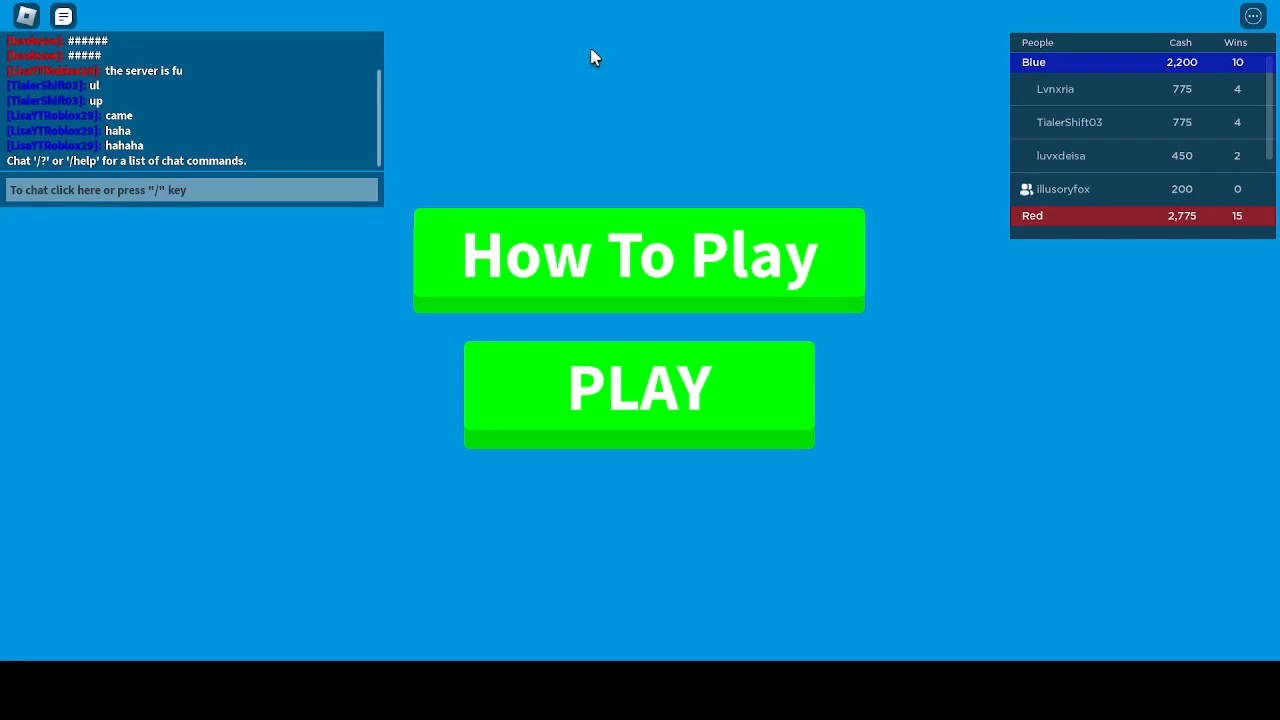 ######
#####
[LisaYTRoblox29]: the server is fu
[TialerShift03]: ul
[TialerShift03]: up
[LisaYTRoblox29]: came
[LisaYTRoblox29]: haha
[LisaYTRoblox29]: hahaha
Chat '/?' or '/help' for a list of chat commands.
To chat click here or press "/" key
People Cash Wins
Blue 2,200 10
Lvnxria 775 4
TialerShift03 775 4
luvxdeisa 450 2
illusoryfox 200 0
Red 2,775 15
How To Play
PLAY